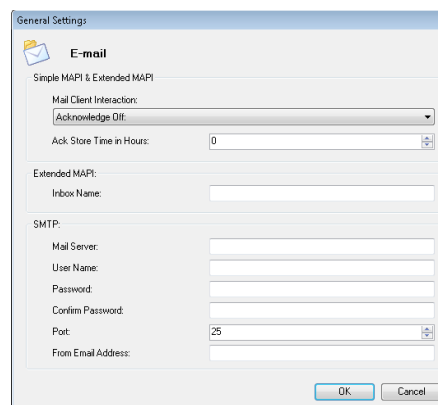 General Settings
E-mail
Simple MAPI & Extended MAPI
Mail Client Interaction:
Acknowledge Off:
Ack Store Time in Hours: 0
Extended MAPI:
Inbox Name:
SMTP:
Mail Server:
User Name:
Password:
Confirm Password:
Port: 25
From Email Address:
OK Cancel